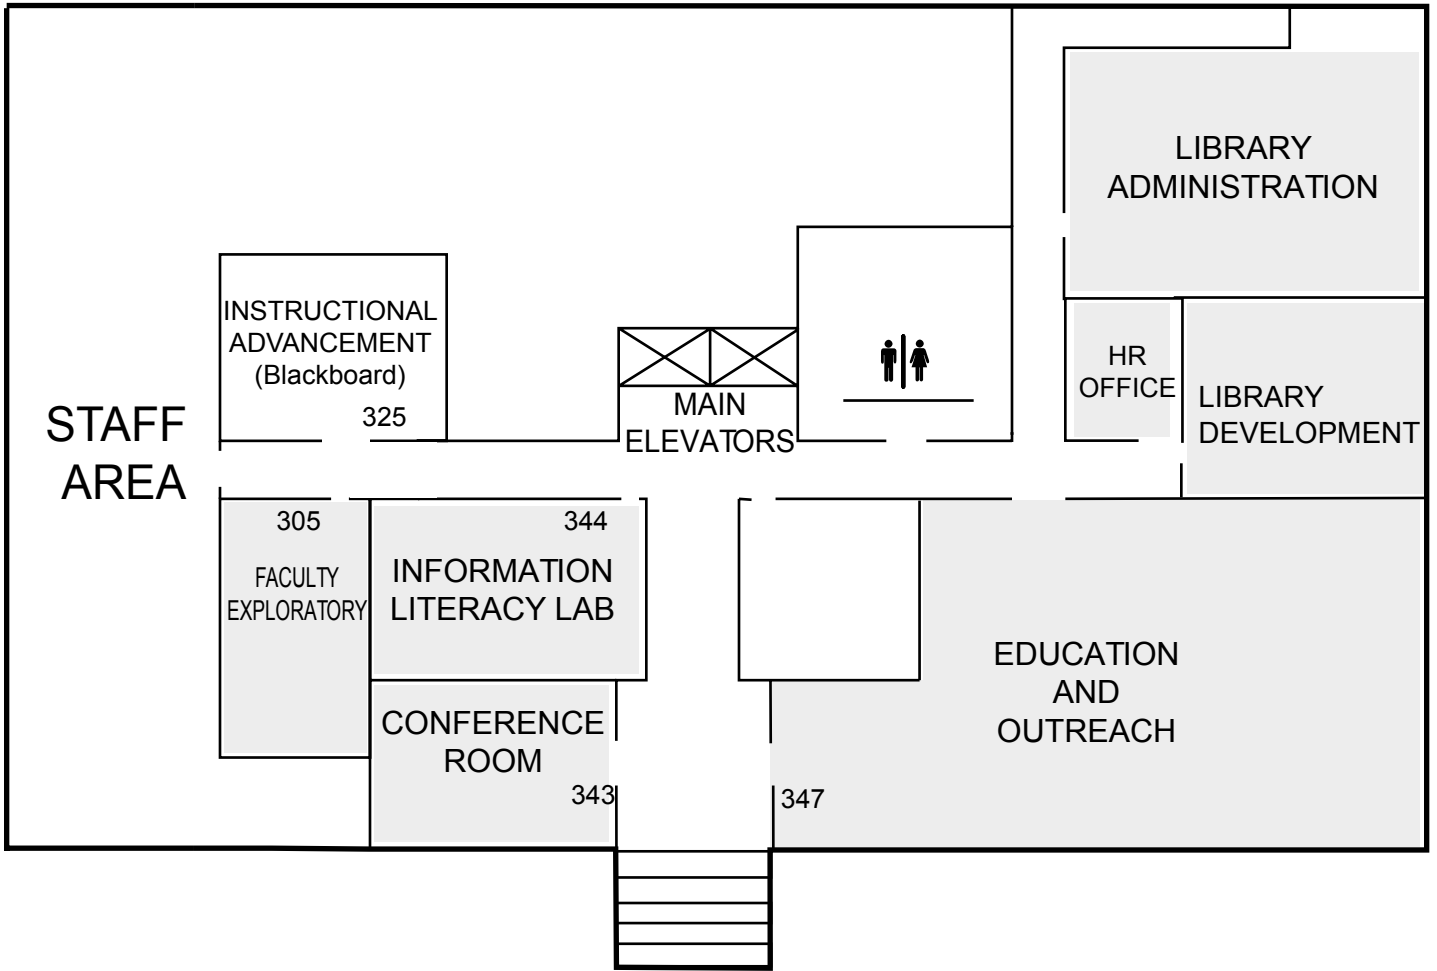 LIBRARY
ADMINISTRATION
INSTRUCTIONAL
ADVANCEMENT
(Blackboard)
325
STAFF
AREA
MAIN
ELEVATORS
HR
OFFICE
LIBRARY
DEVELOPMENT
305
FACULTY
EXPLORATORY
344
INFORMATION
LITERACY LAB
CONFERENCE
ROOM
343
EDUCATION
AND
OUTREACH
347